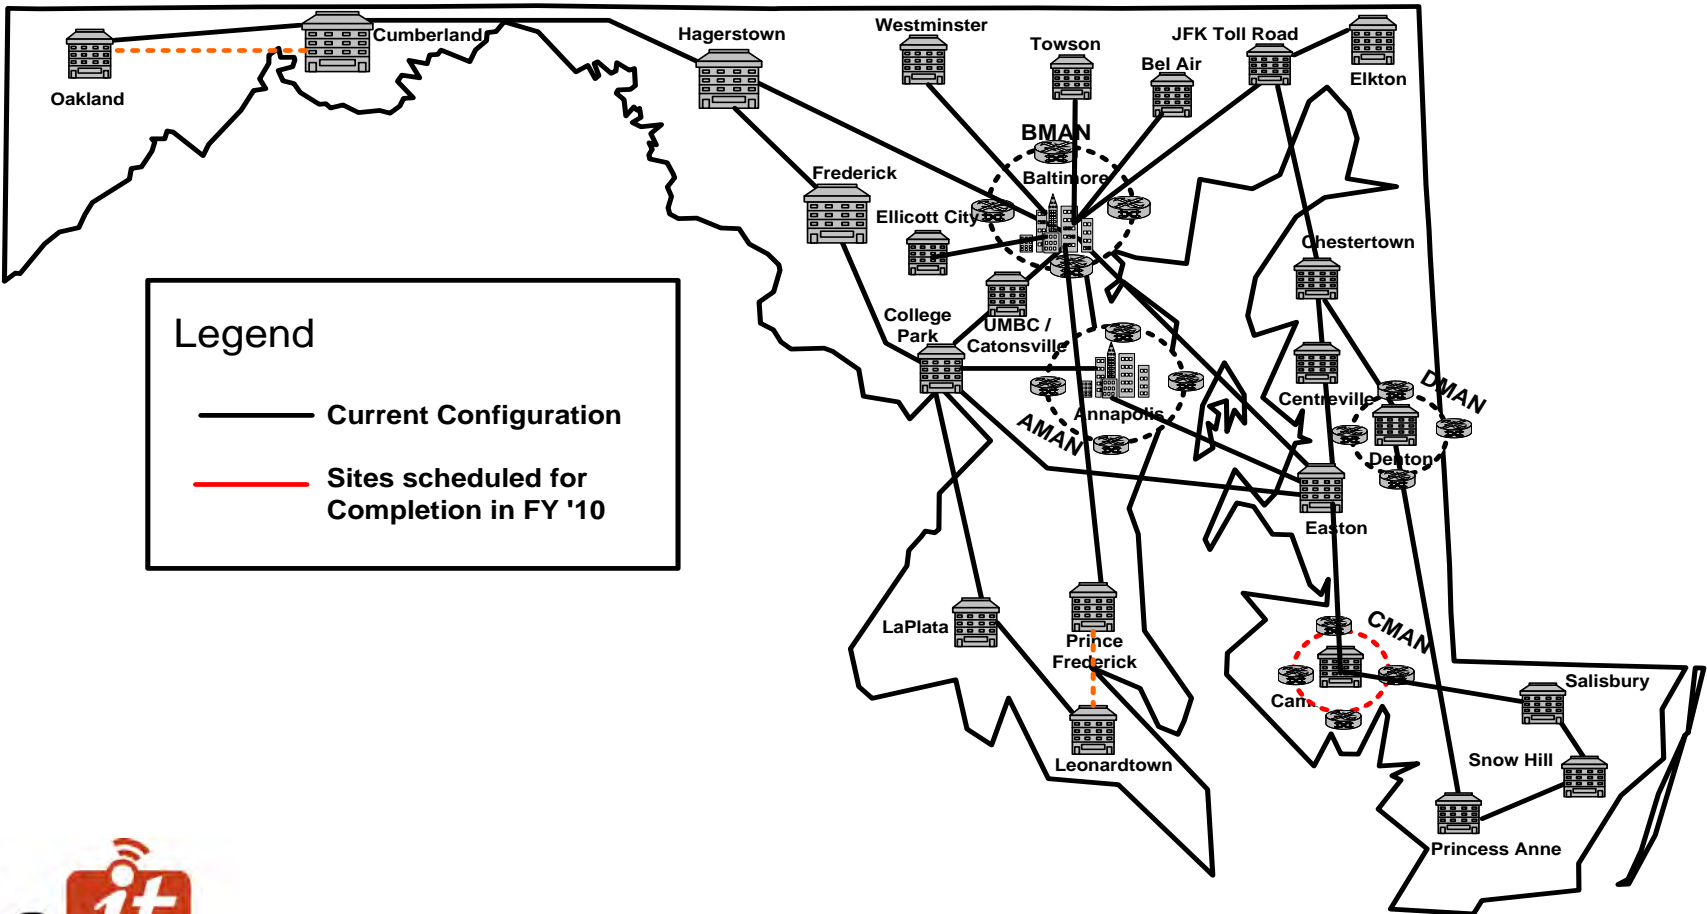 Westminster
Hagerstown
Cumberland
Towson
JFK Toll Road
Bel Air
Elkton
Oakland
BMAN
Frederick
Baltimore
Ellicott City
Chestertown
College
Park
UMBC /
Catonsville
Legend
Current Configuration
Sites scheduled for
Completion in FY '10
Annapolis
AMAN
Centreville
DMAN
Denton
Easton
LaPlata
Prince
Frederick
CMAN
Salisbury
Leonardtown
Snow Hill
Princess Anne
it